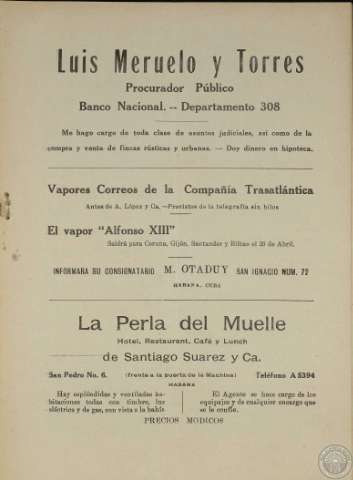 Luis Meruelo y Torres
Procurador Público
Banco Nacional. -- Departamento 308
Me hago cargo de toda clase de asuntos judiciales, así como de la
compra y venta de fincas rústicas y urbanas. — Doy dinero en hipoteca.
Vapores Correos de la Compañía Trasatlántica
Antes de A. López y Ca.—Provistos de la telegrafía sin hilos
El vapor "Alfonso XIII"
Saldrá para Coruña, Gijón, Santander y Bilbao el 20 de Abril.
INFORMARA SU CONSIGNATARIO M. OTADUY SAN IGNACIO NUM. 72
HABANA, CUBA
La Perla del Muelle
Hotel, Restaurant, Café y Lunch
de Santiago Suarez y Ca.
San Pedro No. 6. (frente a la puerta de la Machina) Teléfono A 5394
HABANA
Hay espléndidas y ventiladas ha-
bitaciones todas con timbre, luz
eléctrica y de gas, con vista a la bahía
El Agente se hace cargo de los
equipajes y de cualquier encargo que
se le confíe.
PRECIOS MODICOS